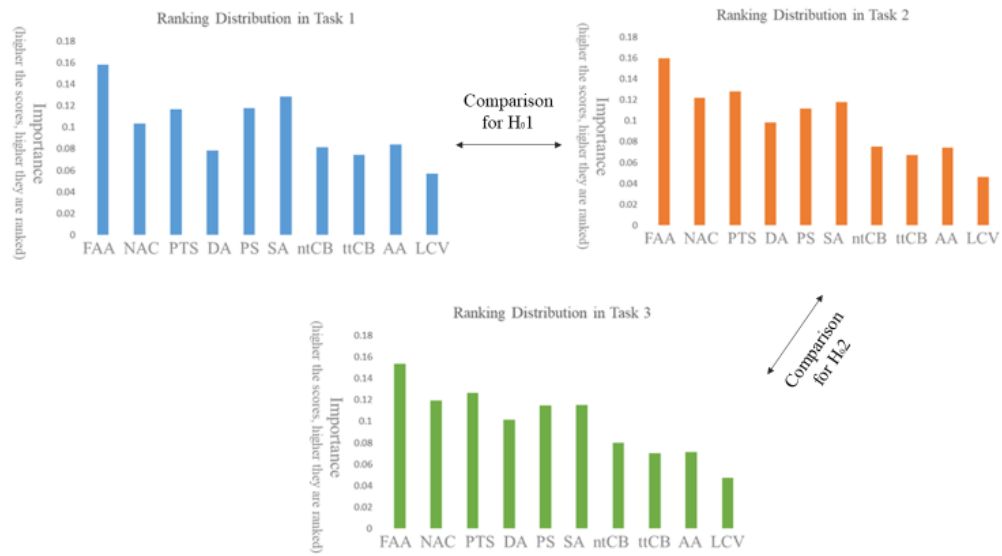 Ranking Distribution in Task 1
(higher the scores, higher they are ranked)
Importance
0.18
0.16
0.14
0.12
0.1
0.08
0.06
0.04
0.02
0
FAA NAC PTS DA PS SA ntCB ttCB AA LCV
Comparison
for H₀1
Ranking Distribution in Task 2
(higher the scores, higher they are ranked)
Importance
0.18
0.16
0.14
0.12
0.1
0.08
0.06
0.04
0.02
0
FAA NAC PTS DA PS SA ntCB ttCB AA LCV
Comparison
for H₀2
Ranking Distribution in Task 3
(higher the scores, higher they are ranked)
Importance
0.18
0.16
0.14
0.12
0.1
0.08
0.06
0.04
0.02
0
FAA NAC PTS DA PS SA ntCB ttCB AA LCV